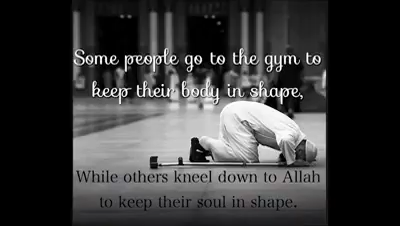 Some people go to the gym to
keep their body in shape,
While others kneel down to Allah
to keep their soul in shape.